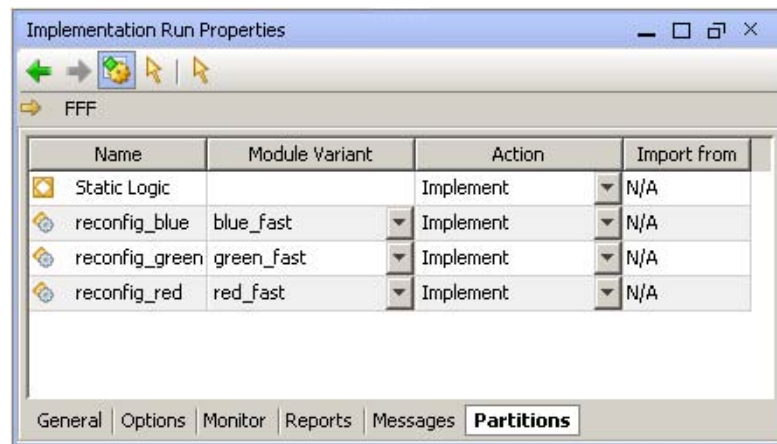 Implementation Run Properties
FFF
Name Module Variant Action Import from
Static Logic Implement N/A
reconfig_blue blue_fast Implement N/A
reconfig_green green_fast Implement N/A
reconfig_red red_fast Implement N/A
General Options Monitor Reports Messages Partitions